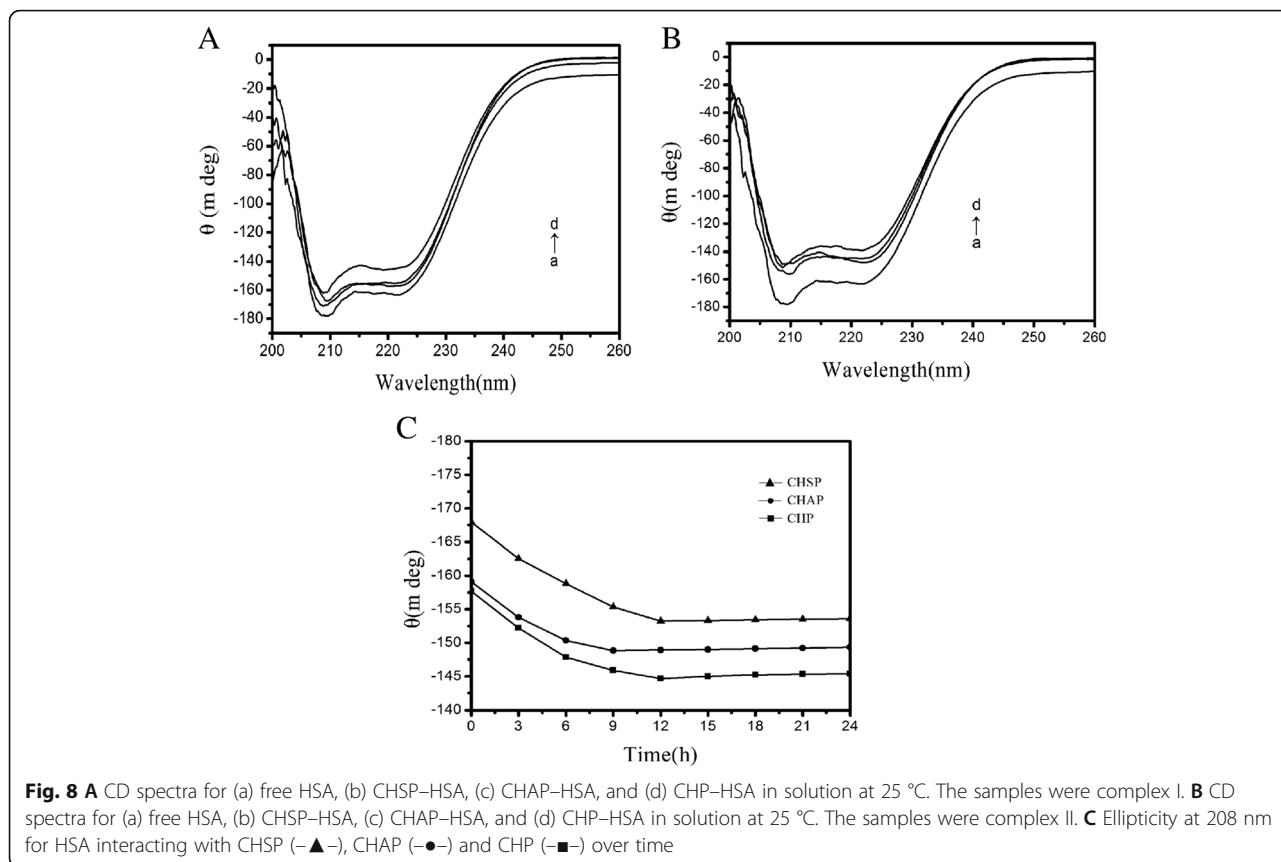 A
0
-20
-40
-60
-80
-100
-120
-140
-160
-180
θ (m deg)
200 210 220 230 240 250 260
Wavelength(nm)
d
a
B
0
-20
-40
-60
-80
-100
-120
-140
-160
-180
θ(m deg)
200 210 220 230 240 250 260
Wavelength(nm)
d
a
C
-180
-175
-170
-165
-160
-155
-150
-145
-140
θ(m deg)
CHSP
CHAP
CHP
0 3 6 9 12 15 18 21 24
Time(h)
Fig. 8 A CD spectra for (a) free HSA, (b) CHSP–HSA, (c) CHAP–HSA, and (d) CHP–HSA in solution at 25 °C. The samples were complex I. B CD
spectra for (a) free HSA, (b) CHSP–HSA, (c) CHAP–HSA, and (d) CHP–HSA in solution at 25 °C. The samples were complex II. C Ellipticity at 208 nm
for HSA interacting with CHSP (–▲–), CHAP (–●–) and CHP (–■–) over time